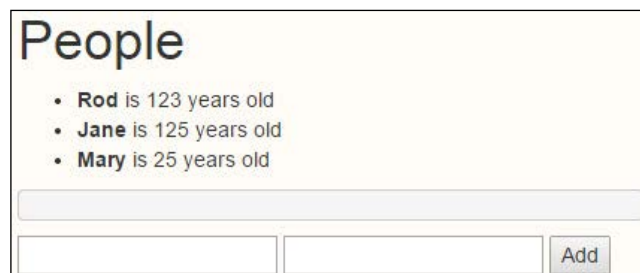 People
• Rod is 123 years old
• Jane is 125 years old
• Mary is 25 years old
Add